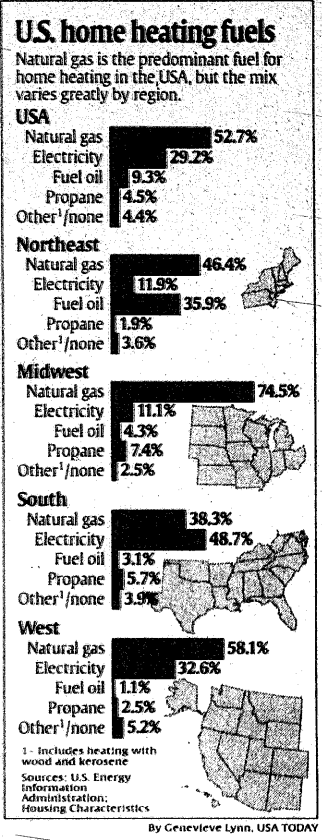 U.S. home heating fuels
Natural gas is the predominant fuel for
home heating in the USA, but the mix
varies greatly by region.
USA
Natural gas 52.7%
Electricity 29.2%
Fuel oil 9.3%
Propane 4.5%
Other¹/none 4.4%
Northeast
Natural gas 46.4%
Electricity 11.9%
Fuel oil 35.9%
Propane 1.9%
Other¹/none 3.6%
Midwest
Natural gas 74.5%
Electricity 11.1%
Fuel oil 4.3%
Propane 7.4%
Other¹/none 2.5%
South
Natural gas 38.3%
Electricity 48.7%
Fuel oil 3.1%
Propane 5.7%
Other¹/none 3.9%
West
Natural gas 58.1%
Electricity 32.6%
Fuel oil 1.1%
Propane 2.5%
Other¹/none 5.2%
1 - Includes heating with
wood and kerosene
Sources: U.S. Energy
Information
Administration;
Housing Characteristics
By Genevieve Lynn, USA TODAY